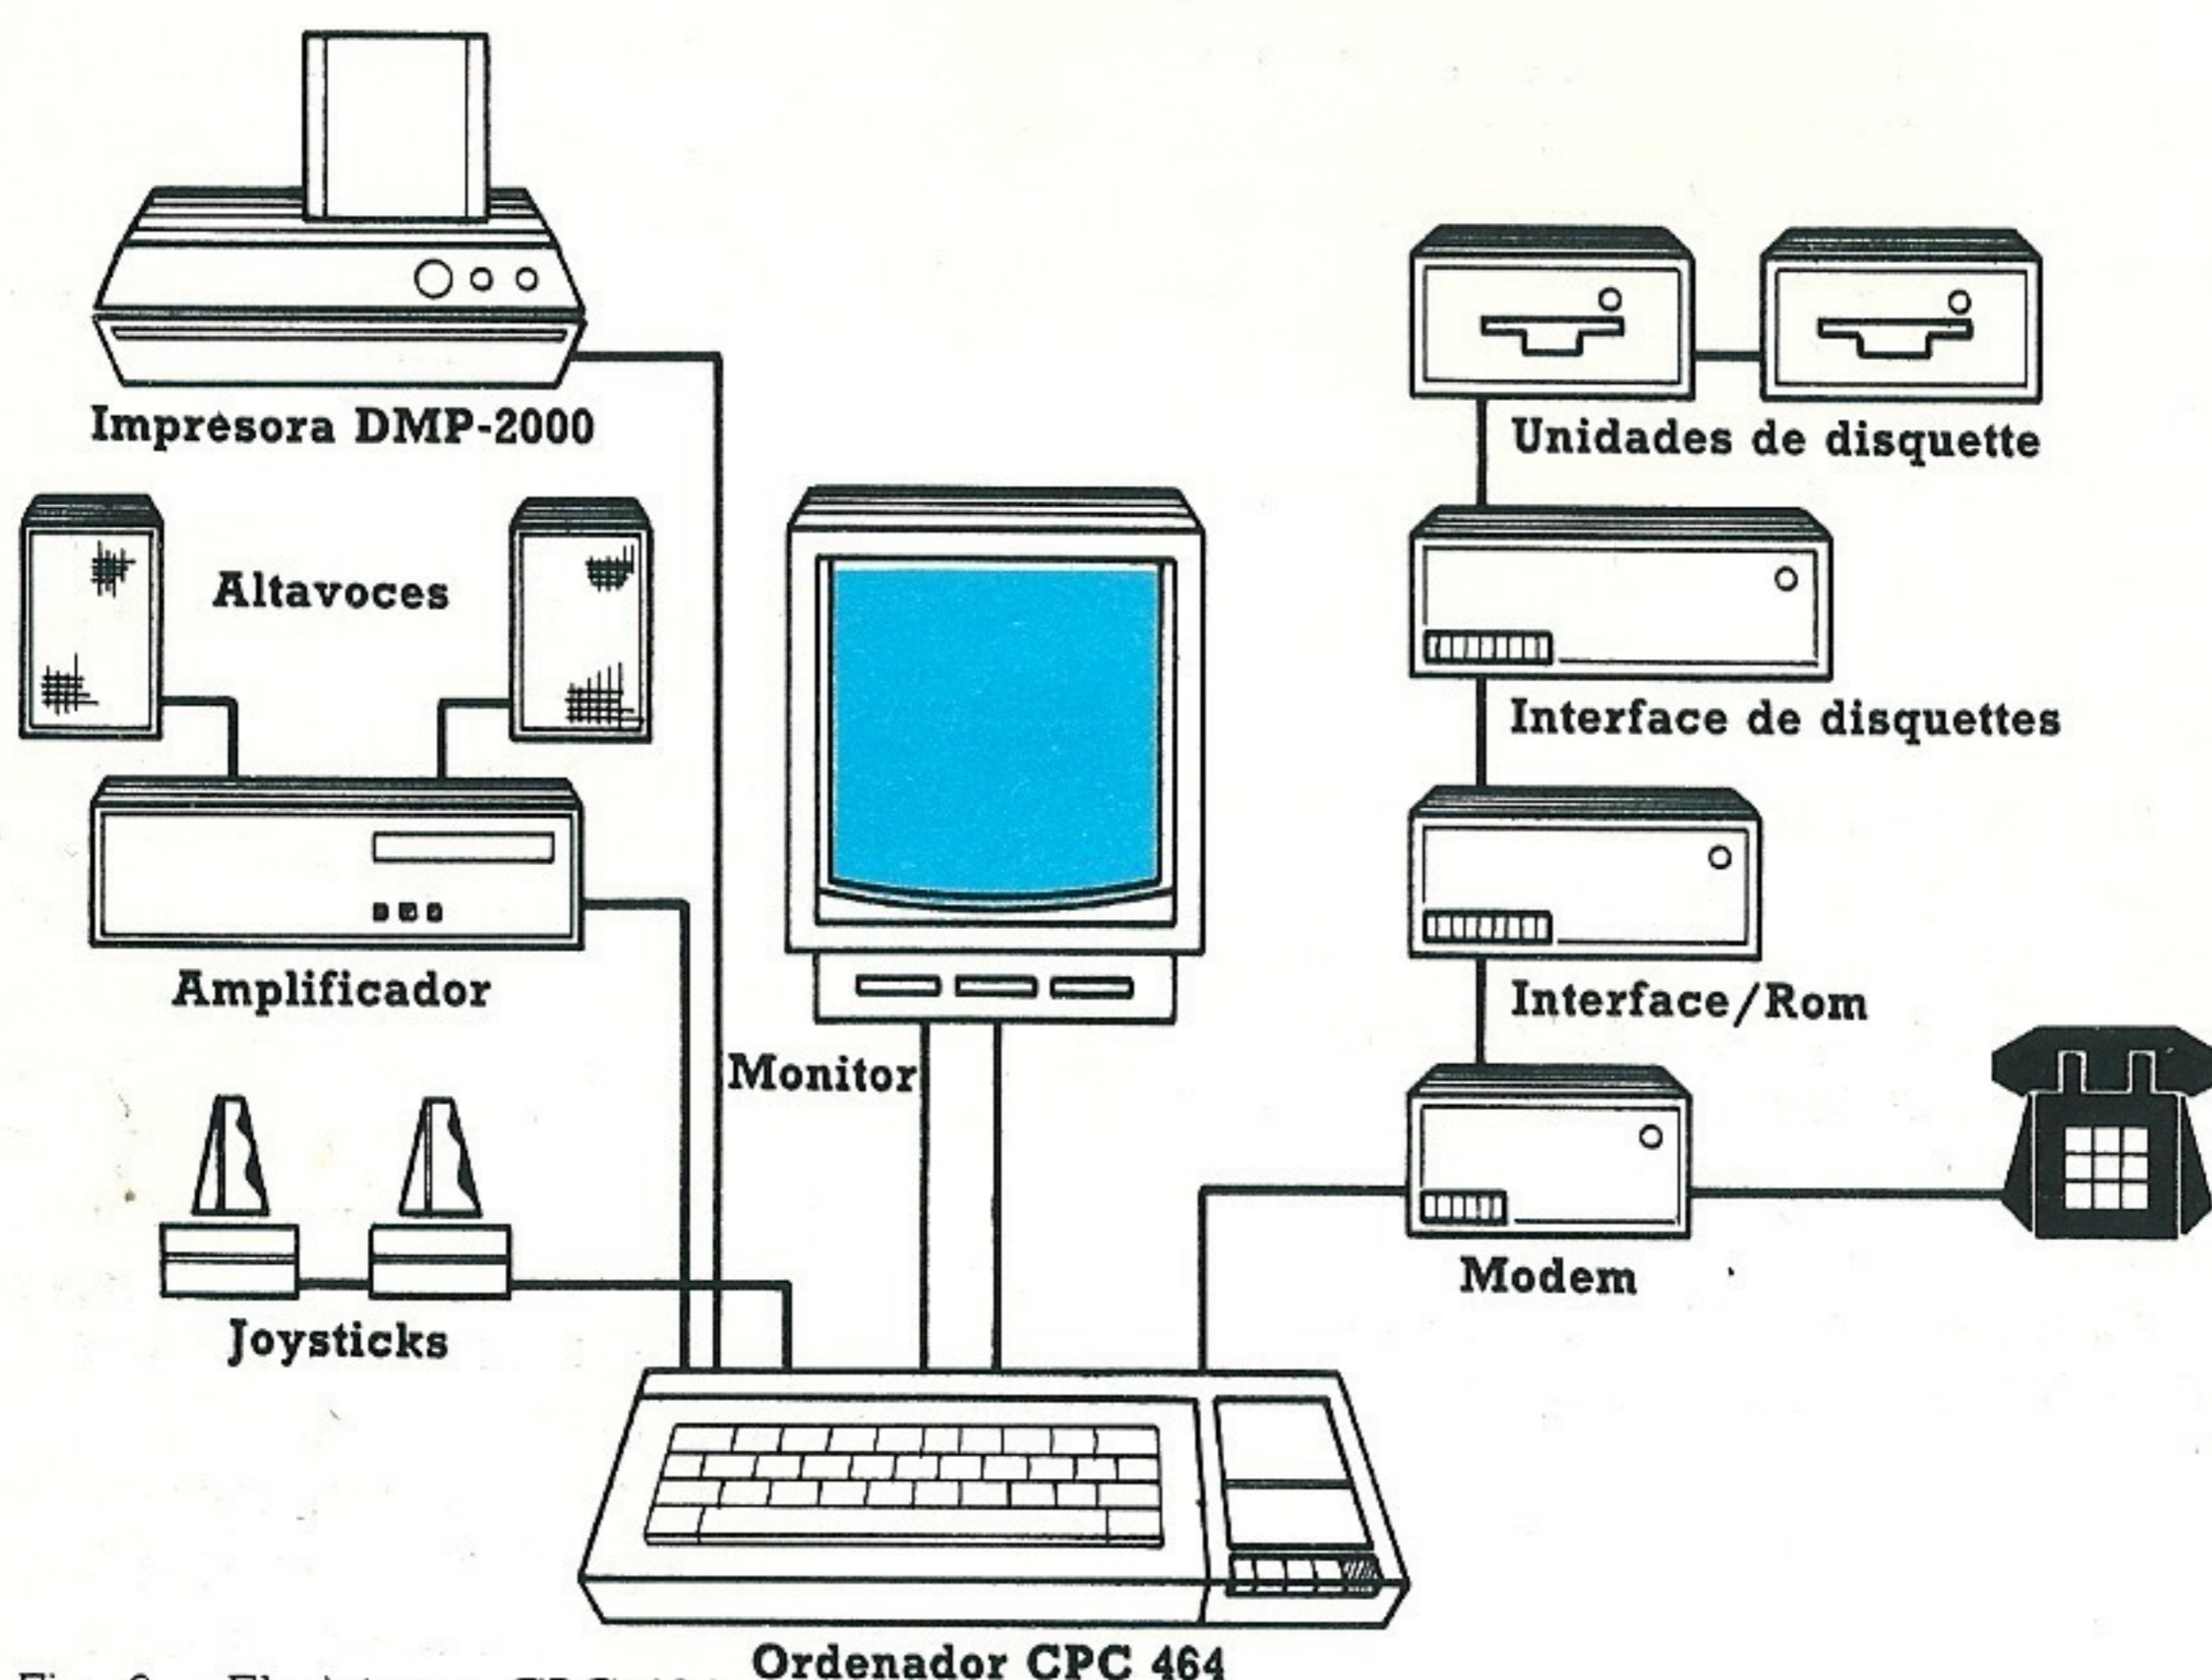 Impresora DMP-2000
Unidades de disquette
Altavoces
Interface de disquettes
Amplificador
Interface/Rom
Monitor
Modem
Joysticks
Ordenador CPC 464